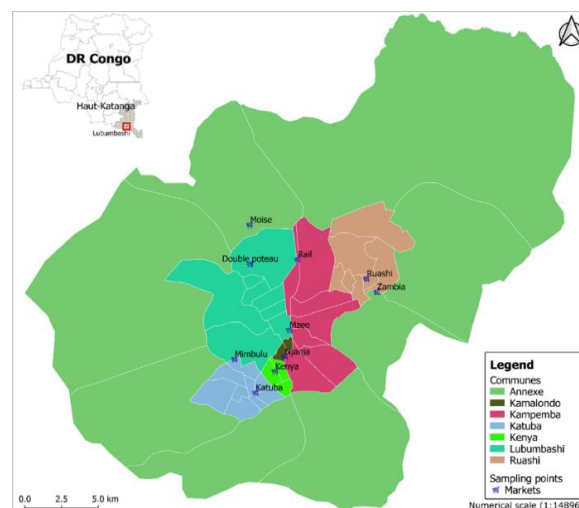 DR Congo
Haut-Katanga
Lubumbashi
Moise
Double poteau
Rail
Ruashi
Zambia
Mzee
Njanja
Mimbulu
Kenya
Katuba
Legend
Communes
Annexe
Kamalondo
Kampemba
Katuba
Kenya
Lubumbashi
Ruashi
Sampling points
Markets
0.0 2.5 5.0 km
Numerical scale (1:14896